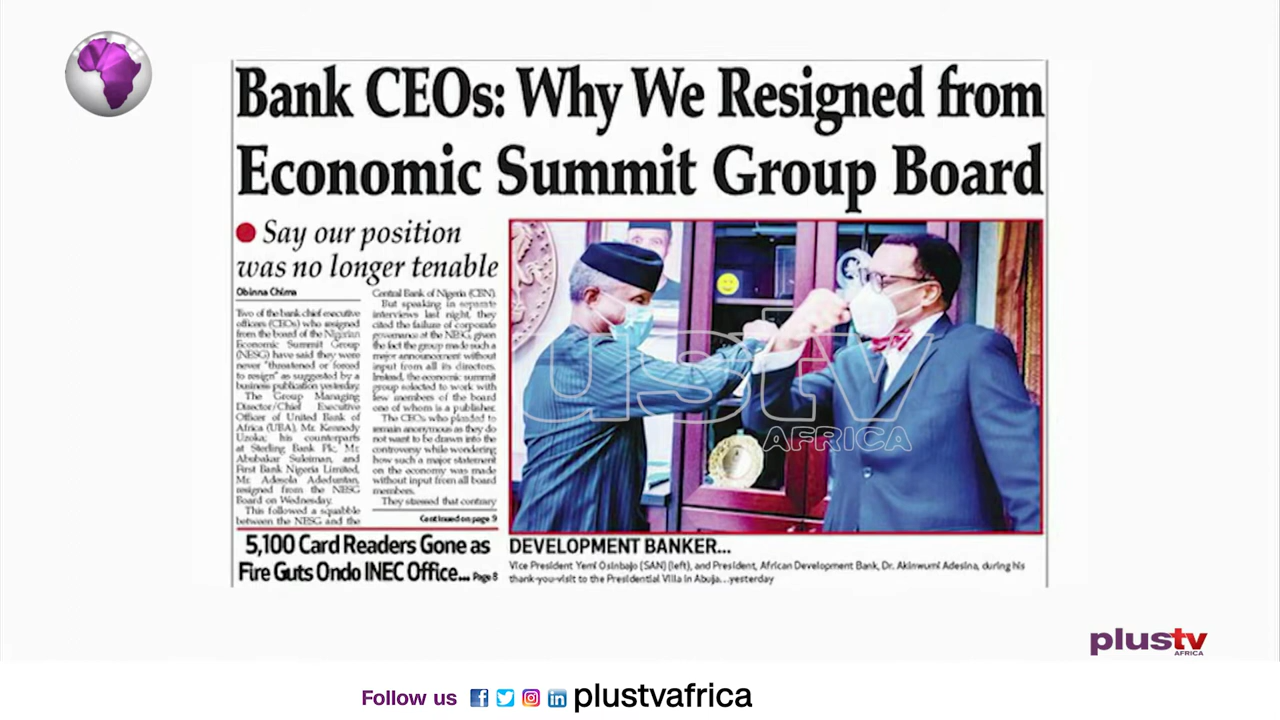 Bank CEOs: Why We Resigned from
Economic Summit Group Board
Say our position
was no longer tenable
Obinna Chima
Two of the bank chief executive
officers (CEOs) who resigned
from the board of the Nigerian
Economic Summit Group
(NESG) have said they were
never "threatened or forced
to resign" as suggested by a
business publication yesterday.
The Group Managing
Director/Chief Executive
Officer of United Bank of
Africa (UBA), Mr. Kennedy
Uzoka; his counterparts
at Sterling Bank Plc, Mr.
Abubakar Suleiman, and
First Bank Nigeria Limited,
Mr. Adesola Adeduntan,
resigned from the NESG
Board on Wednesday.
This followed a squabble
between the NESG and the
Central Bank of Nigeria (CBN).
But speaking in separate
interviews last night, they
cited the failure of corporate
governance at the NESG, given
the fact the group made such a
major announcement without
input from all its directors.
Instead, the economic summit
group selected to work with
few members of the board
one of whom is a publisher.
The CEOs who pleaded to
remain anonymous as they do
not want to be drawn into the
controversy while wondering
how such a major statement
on the economy was made
without input from all board
members.
They stressed that contrary
Continued on page 9
5,100 Card Readers Gone as
Fire Guts Ondo INEC Office... Page 8
DEVELOPMENT BANKER...
Vice President Yemi Osinbajo (SAN) (left), and President, African Development Bank, Dr. Akinwumi Adesina, during his
thank-you-visit to the Presidential Villa in Abuja...yesterday
ustv
AFRICA
plustv
AFRICA
Follow us plustvafrica